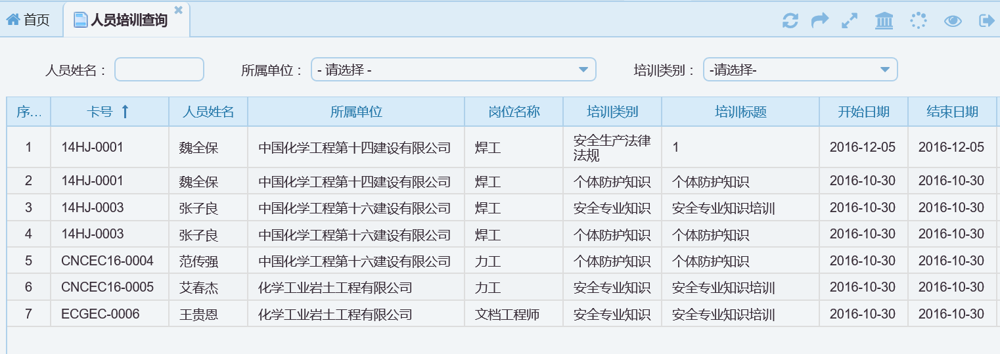 首页 人员培训查询
人员姓名： 所属单位： - 请选择 - 培训类别： -请选择-
序... 卡号 人员姓名 所属单位 岗位名称 培训类别 培训标题 开始日期 结束日期
1 14HJ-0001 魏全保 中国化学工程第十四建设有限公司 焊工 安全生产法律 1 2016-12-05 2016-12-05
法规
2 14HJ-0001 魏全保 中国化学工程第十四建设有限公司 焊工 个体防护知识 个体防护知识 2016-10-30 2016-10-30
3 14HJ-0003 张子良 中国化学工程第十六建设有限公司 焊工 安全专业知识 安全专业知识培训 2016-10-30 2016-10-30
4 14HJ-0003 张子良 中国化学工程第十六建设有限公司 焊工 个体防护知识 个体防护知识 2016-10-30 2016-10-30
5 CNCEC16-0004 范传强 中国化学工程第十六建设有限公司 力工 个体防护知识 个体防护知识 2016-10-30 2016-10-30
6 CNCEC16-0005 艾春杰 化学工业岩土工程有限公司 力工 安全专业知识 安全专业知识培训 2016-10-30 2016-10-30
7 ECGEC-0006 王贵恩 化学工业岩土工程有限公司 文档工程师 安全专业知识 安全专业知识培训 2016-10-30 2016-10-30